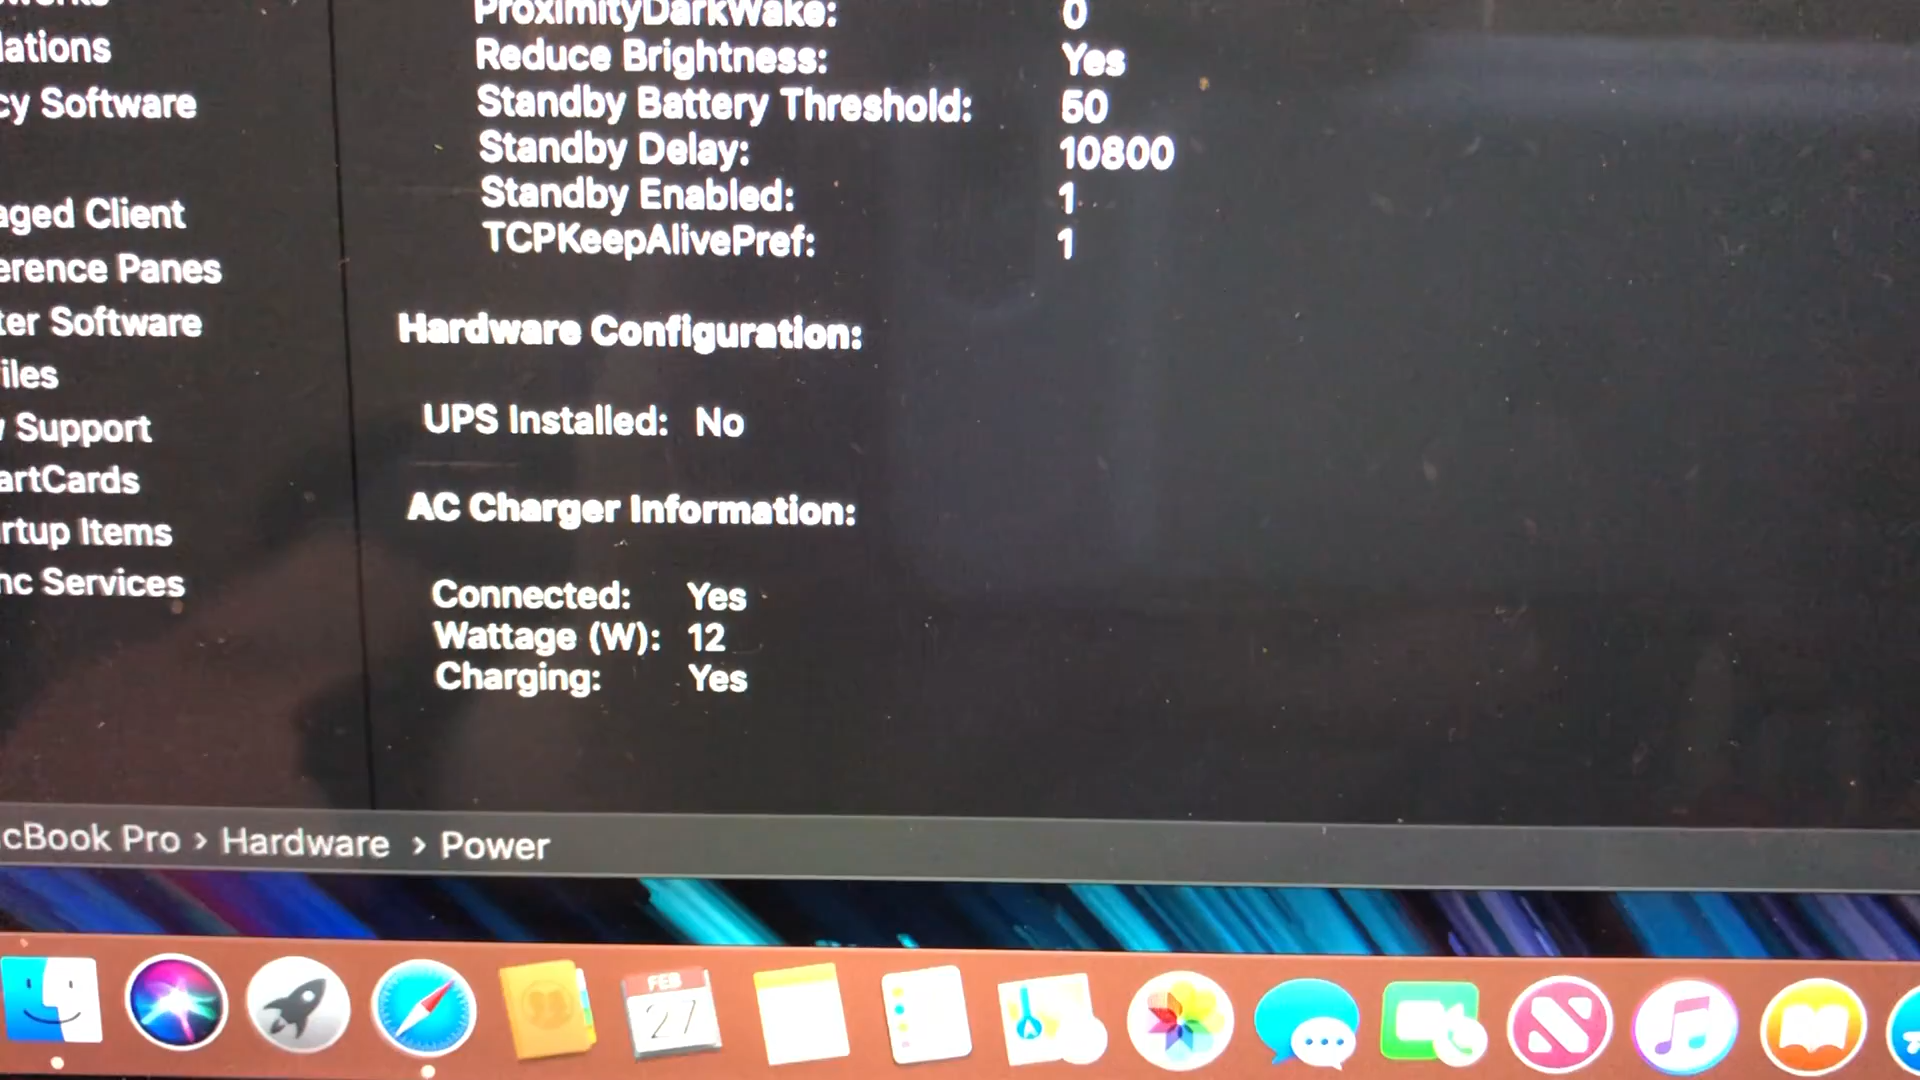 ProximityDarkWake: 0
Reduce Brightness: Yes
Standby Battery Threshold: 50
Standby Delay: 10800
Standby Enabled: 1
TCPKeepAlivePref: 1
Hardware Configuration:
UPS Installed: No
AC Charger Information:
Connected: Yes
Wattage (W): 12
Charging: Yes
lations
cy Software
aged Client
erence Panes
ter Software
iles
Support
artCards
rtup Items
nc Services
cBook Pro › Hardware › Power
FEB
27